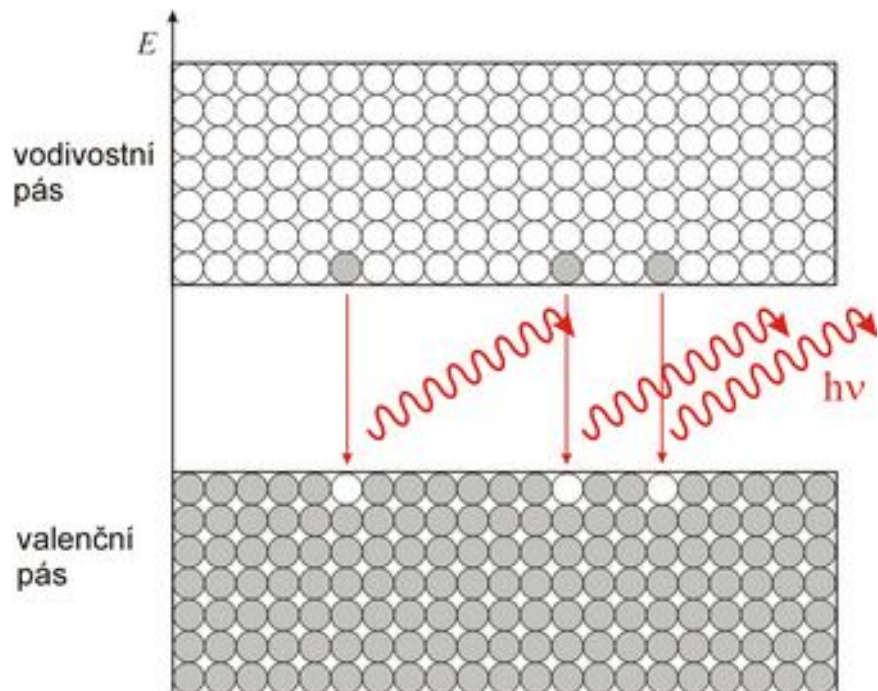 E
vodivostní
pás
hν
valenční
pás